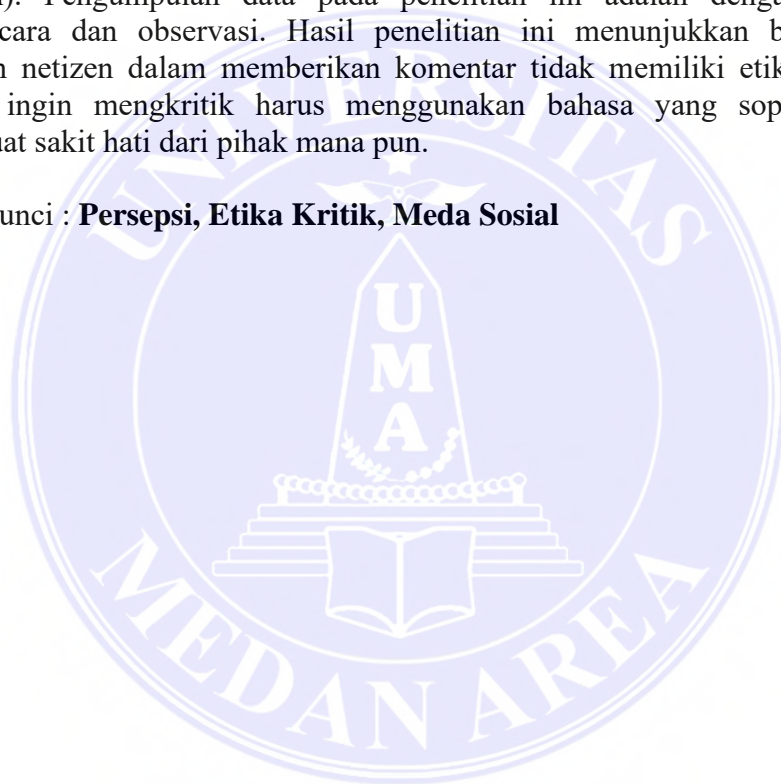 Pengumpulan data pada penelitian ini adalah
cara dan observasi. Hasil penelitian ini menunjukkan b
n netizen dalam memberikan komentar tidak memiliki etik
ingin mengkritik harus menggunakan bahasa yang sop
uat sakit hati dari pihak mana pun.
unci : Persepsi, Etika Kritik, Meda Sosial
UNIVERSITAS
UMA
MEDAN AREA